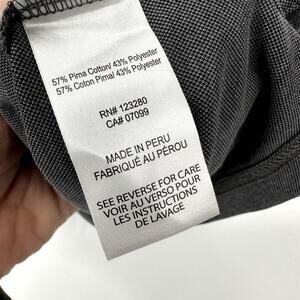 57% Pima Cotton/ 43% Polyester
57% Coton Pima/ 43% Polyester
RN# 123280
CA# 07099
MADE IN PERU
FABRIQUÉ AU PÉROU
SEE REVERSE FOR CARE
VOIR AU VERSO POUR
LES INSTRUCTIONS
DE LAVAGE